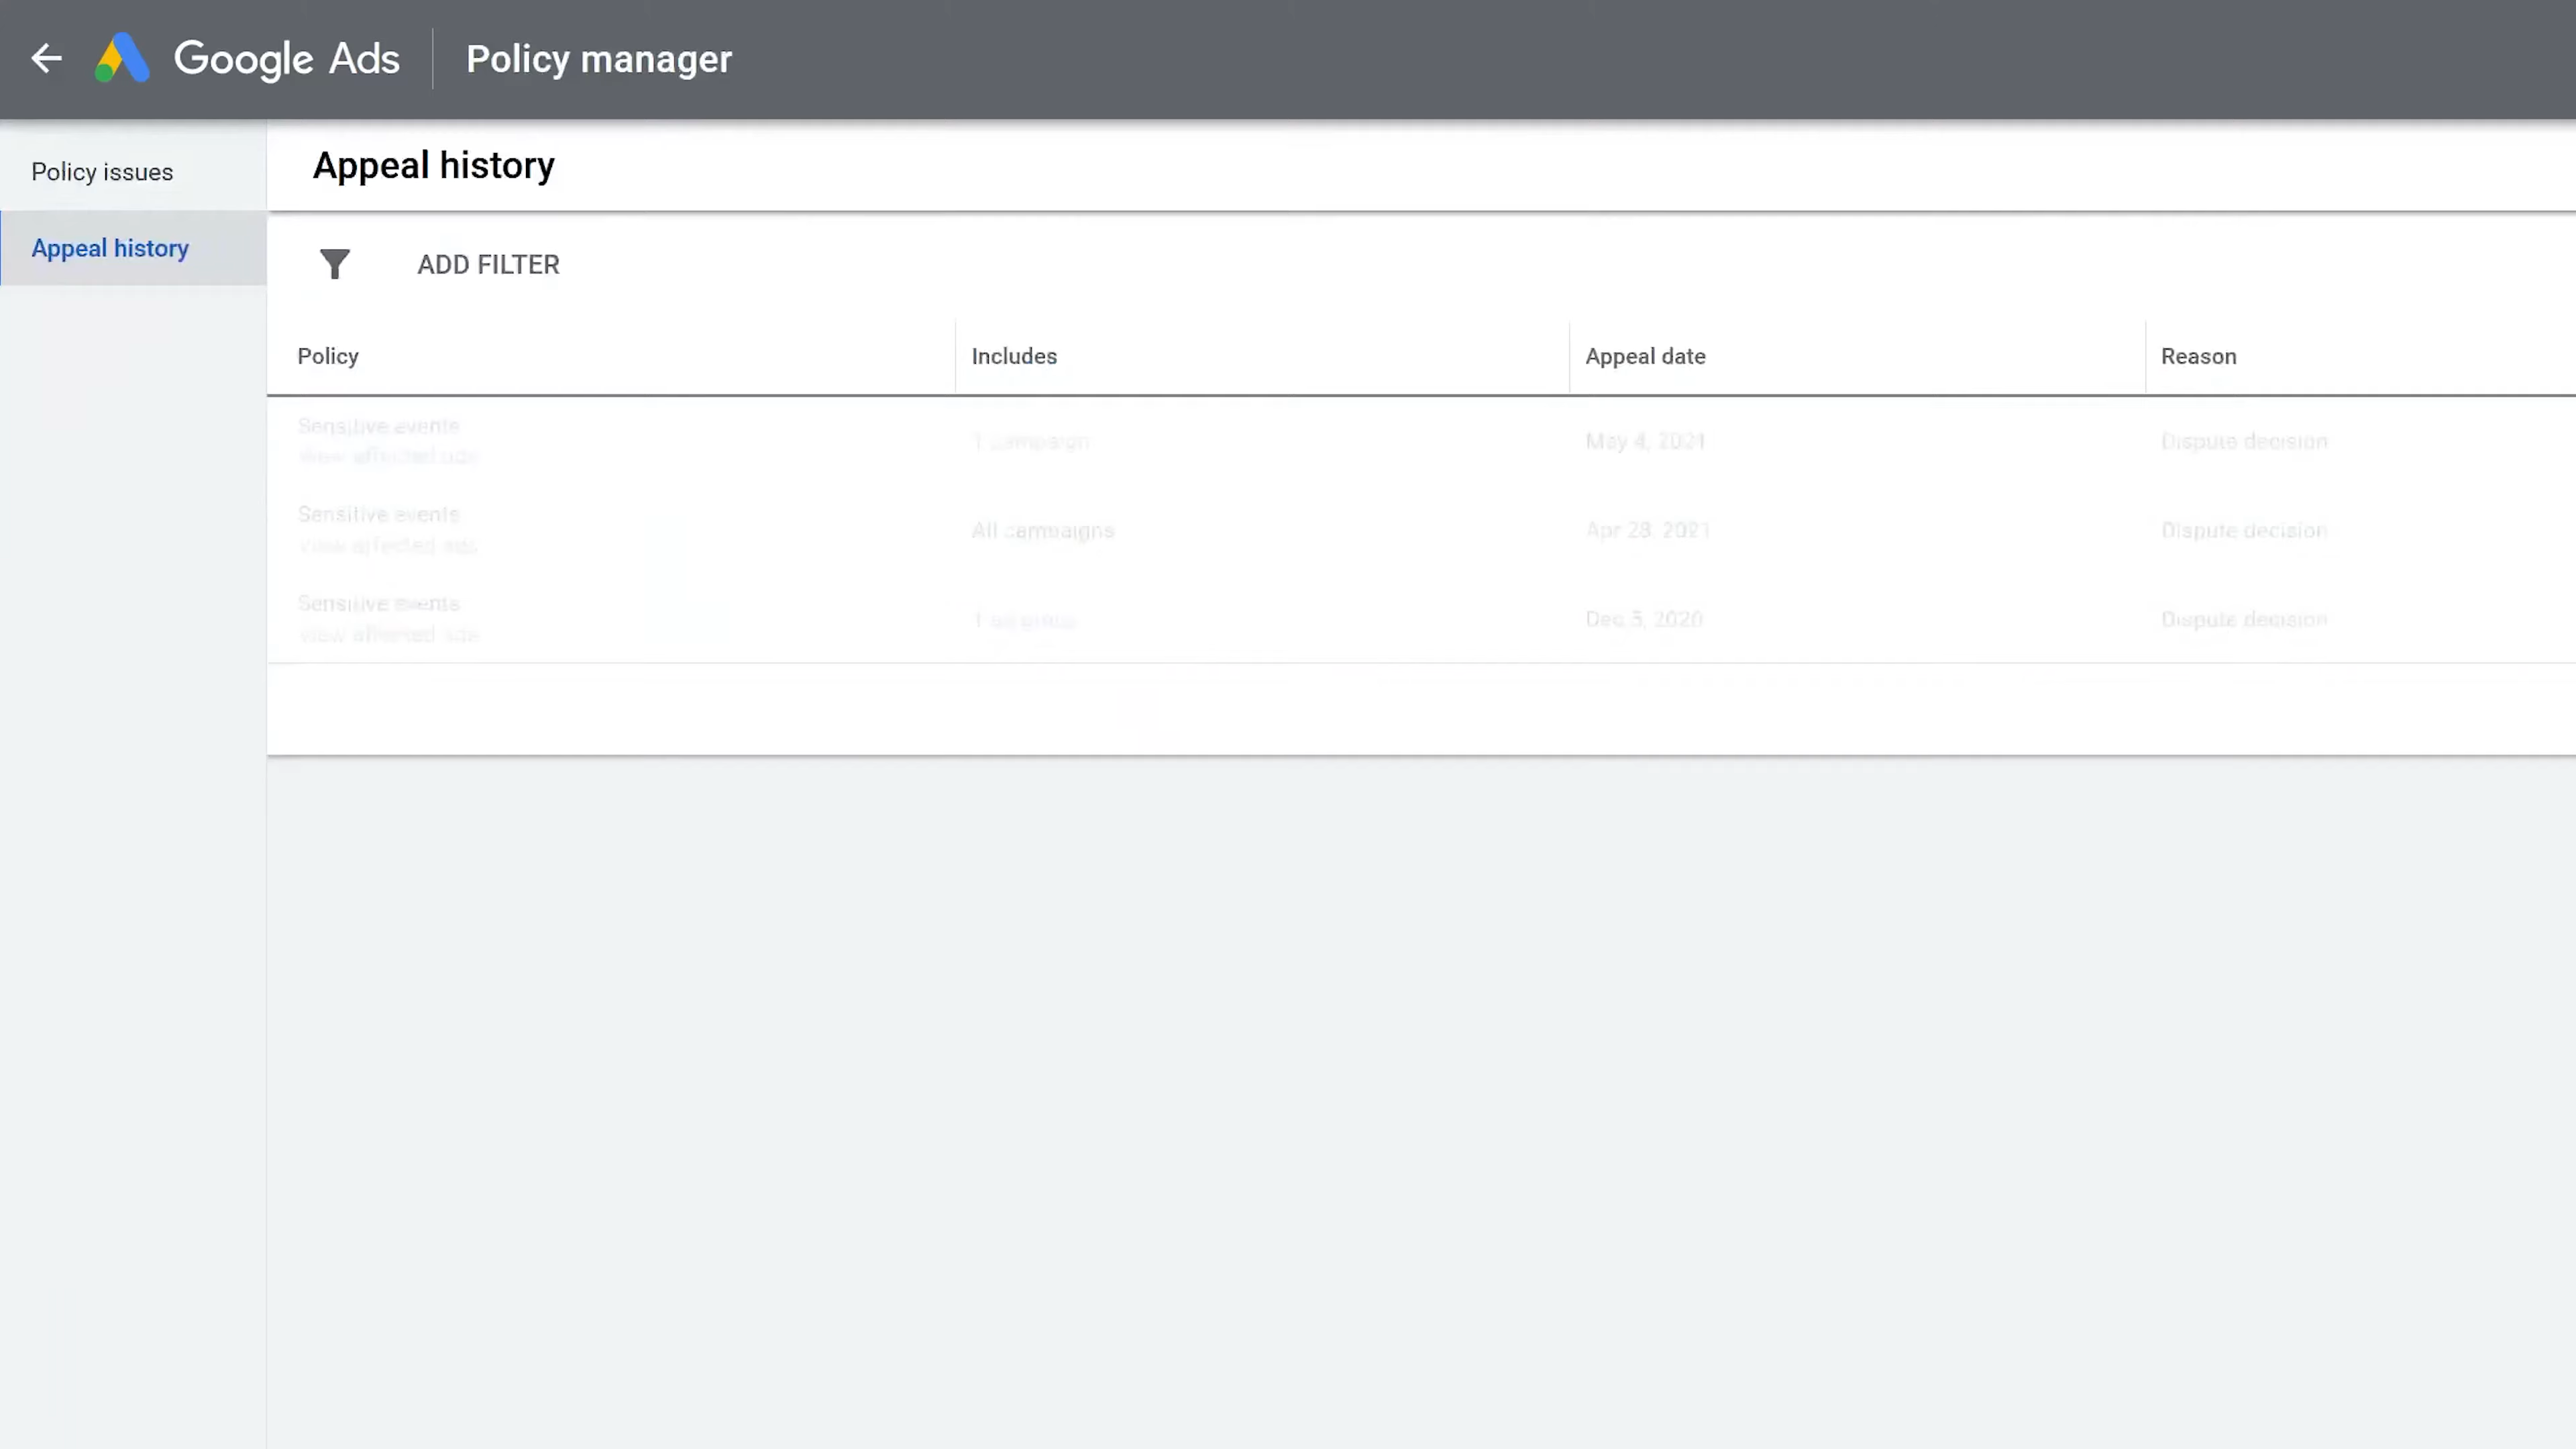 Google Ads
Policy manager
Policy issues
Appeal history
Appeal history
ADD FILTER
Policy
Includes
Appeal date
Reason
Sensitive events
View affected ads
1 campaign
May 4, 2021
Dispute decision
Sensitive events
View affected ads
All campaigns
Apr 28, 2021
Dispute decision
Sensitive events
View affected ads
1 ad group
Dec 5, 2020
Dispute decision